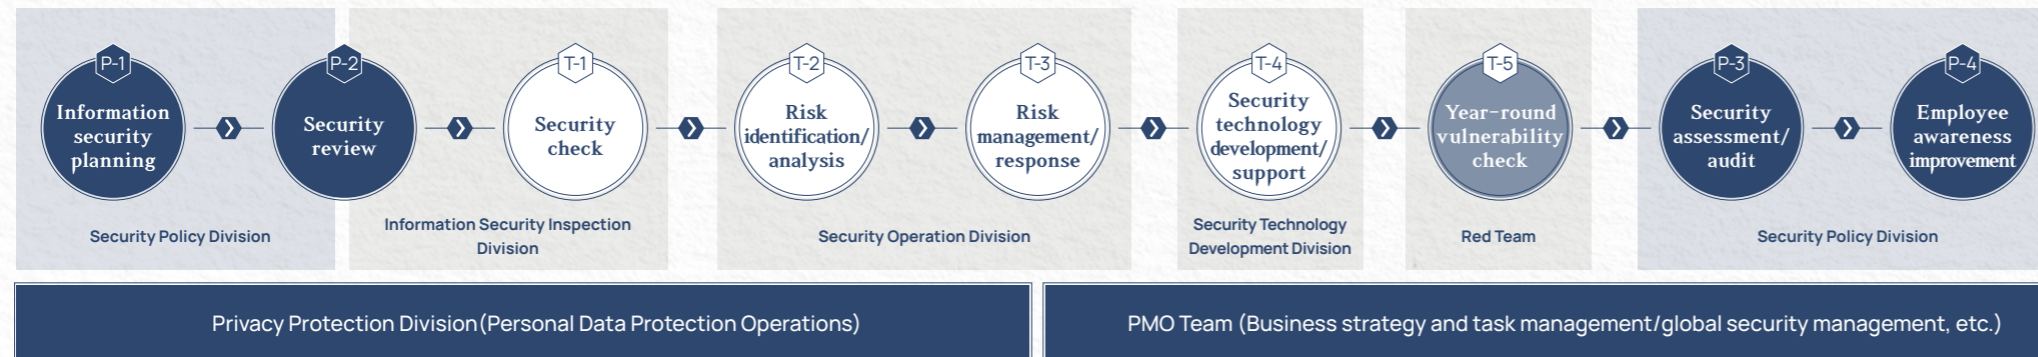 P-1
Information
security
planning
P-2
Security
review
T-1
Security
check
T-2
Risk
identification/
analysis
T-3
Risk
management/
response
T-4
Security
technology
development/
support
T-5
Year-round
vulnerability
check
P-3
Security
assessment/
audit
P-4
Employee
awareness
improvement
Security Policy Division
Information Security Inspection
Division
Security Operation Division
Security Technology
Development Division
Red Team
Security Policy Division
Privacy Protection Division(Personal Data Protection Operations)
PMO Team (Business strategy and task management/global security management, etc.)